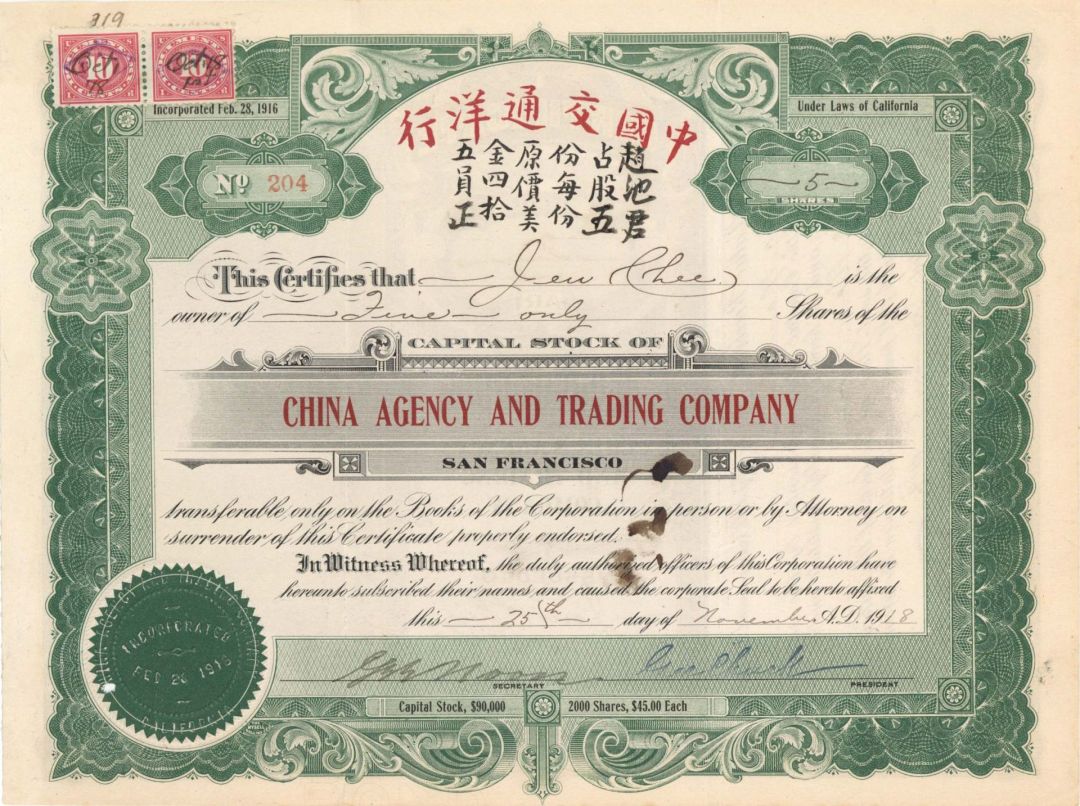 319
Incorporated Feb. 28, 1916
Under Laws of California
中國交通洋行
趙池君
占股五
份每份
原價美
金四拾
五員正
No 204
5
SHARES
This Certifies that Jew Chee is the
owner of Five only Shares of the
CAPITAL STOCK OF
CHINA AGENCY AND TRADING COMPANY
SAN FRANCISCO
transferable only on the Books of the Corporation in person or by Attorney on
surrender of this Certificate properly endorsed.
In Witness Whereof, the duly authorized officers of this Corporation have
hereunto subscribed their names and caused the corporate Seal to be hereto affixed
this 25th day of November A.D. 1918
INCORPORATED
FEB 28 1916
CALIFORNIA
SECRETARY
PRESIDENT
Capital Stock, $90,000
2000 Shares, $45.00 Each